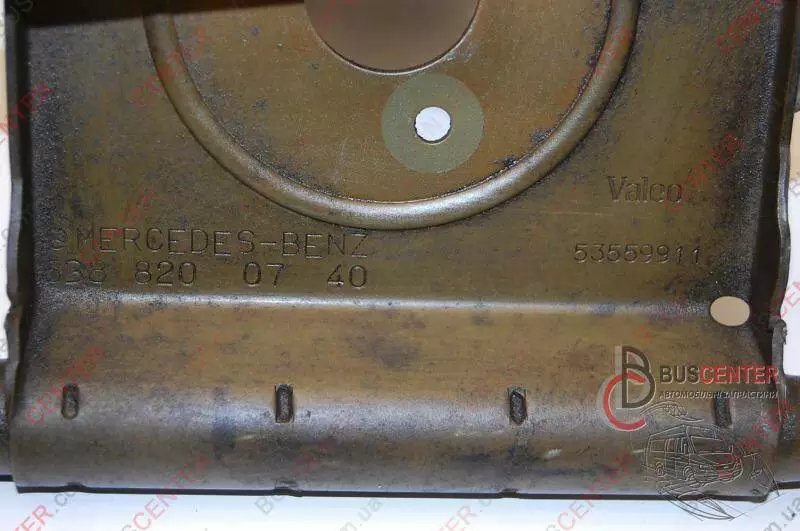 Valeo
MERCEDES-BENZ
638 820 07 40
53559911
BUSCENTER
АВТОМОБІЛЬНІ ЗАПЧАСТИНИ